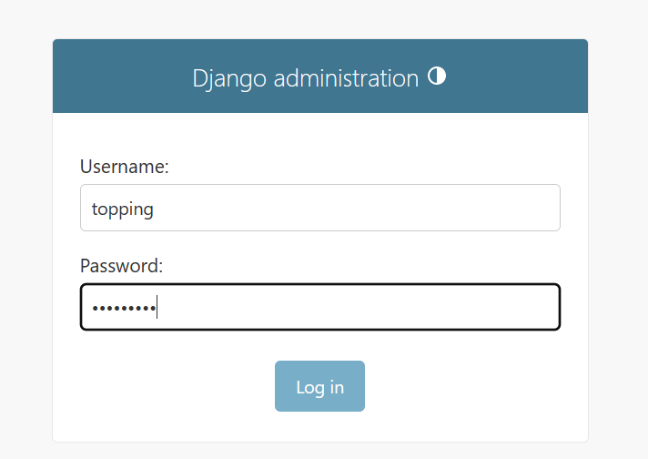 Django administration
Username:
topping
Password:
•••••••••
Log in